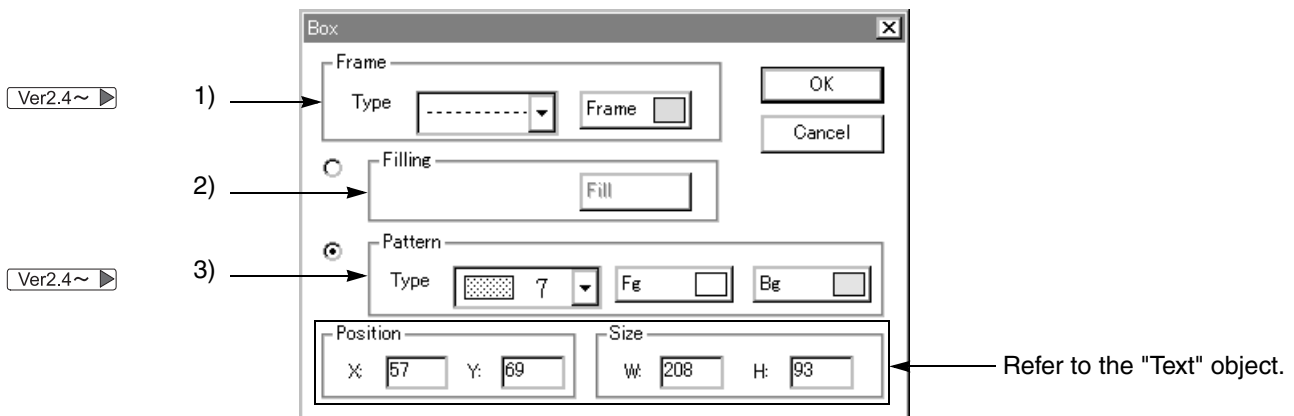 Box
Frame
Ver2.4~ 1) Type Frame OK
Cancel
Filling
2) Fill
Pattern
Ver2.4~ 3) Type 7 Fg Bg
Position Size
X: 57 Y: 69 W: 208 H: 93 Refer to the "Text" object.